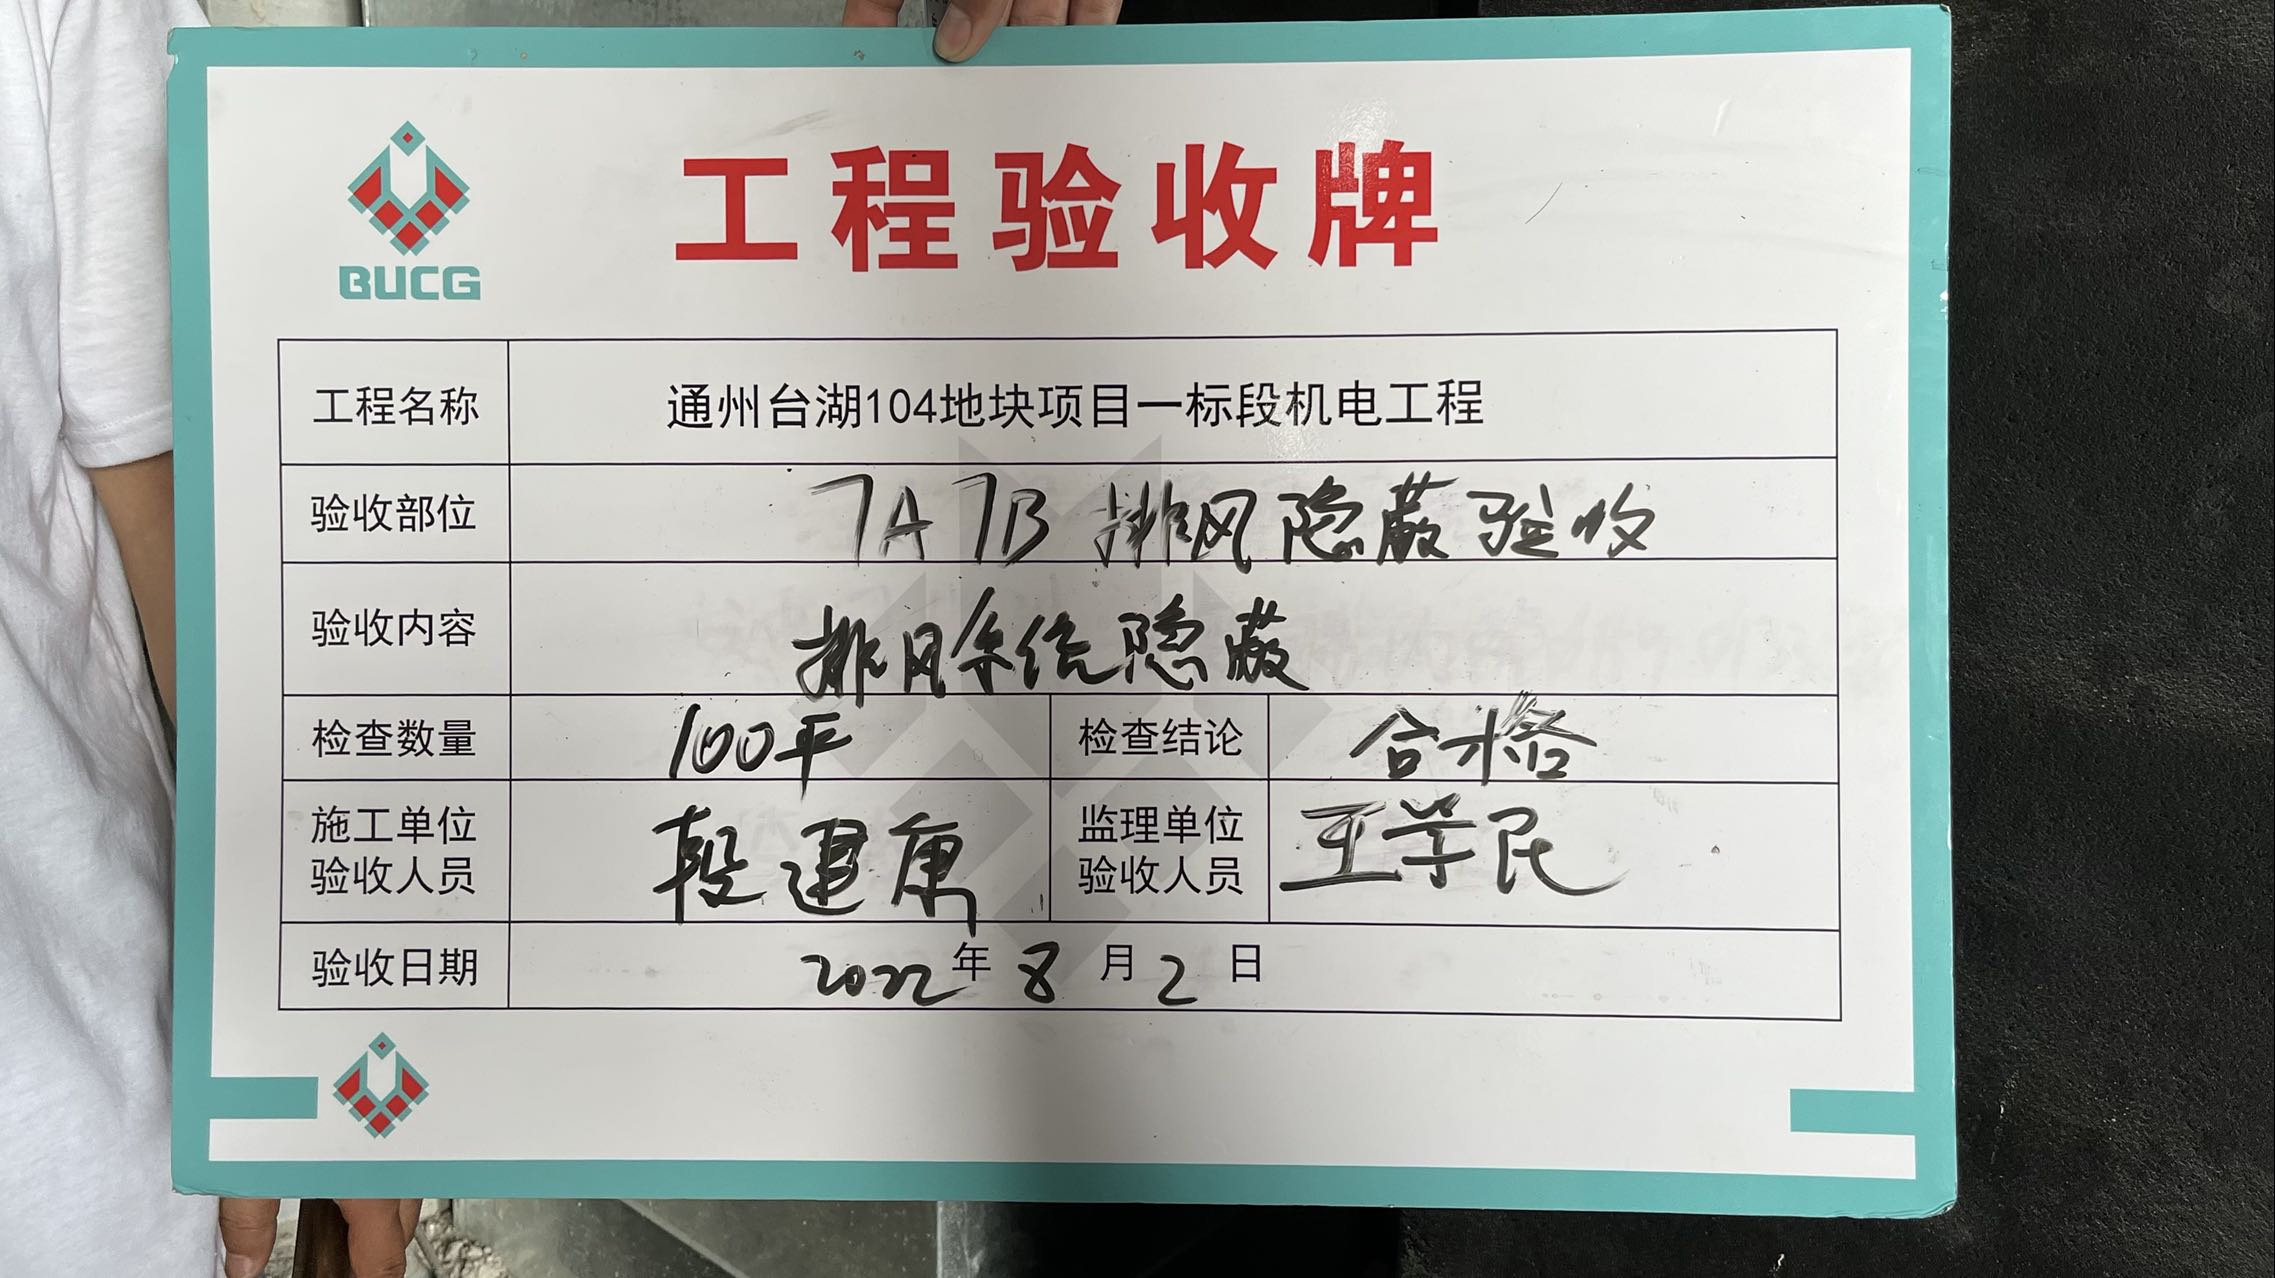 BUCG
工程验收牌
工程名称 通州台湖104地块项目一标段机电工程
验收部位 7A 7B 排风隐蔽验收
验收内容 排风系统隐蔽
检查数量 100平 检查结论 合格
施工单位验收人员 段建康 监理单位验收人员 王学民
验收日期 2022年8月2日